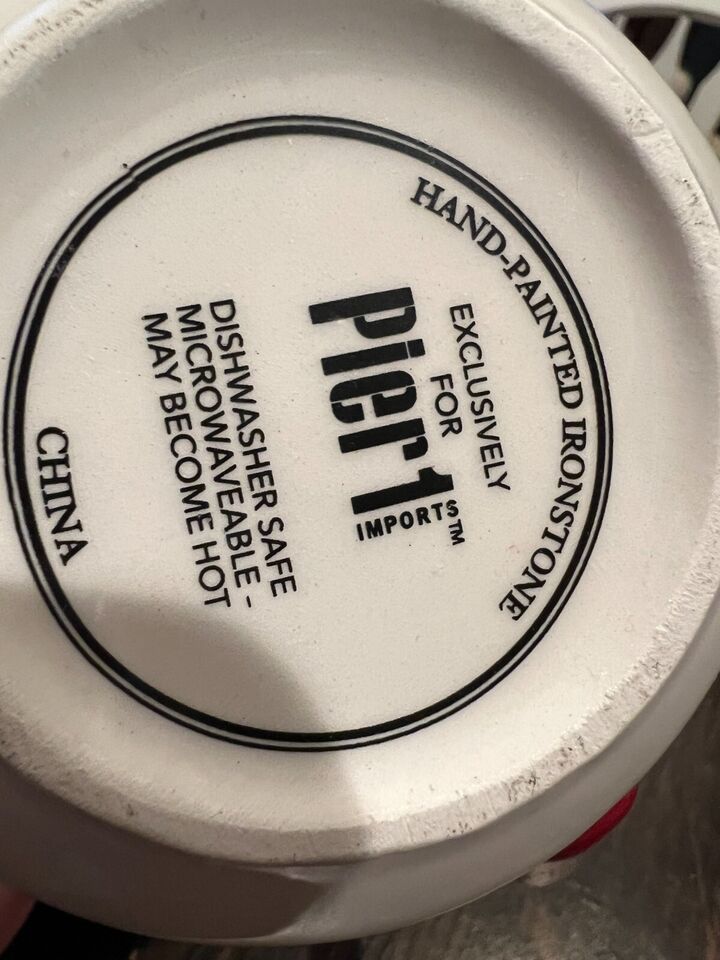 HAND-PAINTED IRONSTONE
EXCLUSIVELY
FOR
Pier1
IMPORTS™
DISHWASHER SAFE
MICROWAVEABLE -
MAY BECOME HOT
CHINA